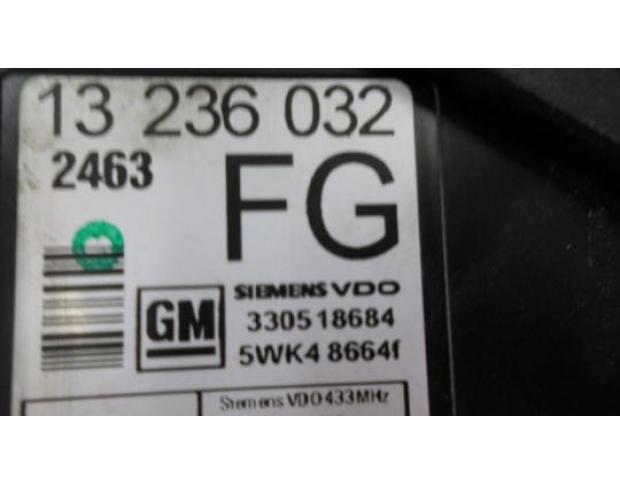 13 236 032
2463
FG
SIEMENS VDO
GM
330518684
5WK4 8664f
Siemens VDO 433MHz